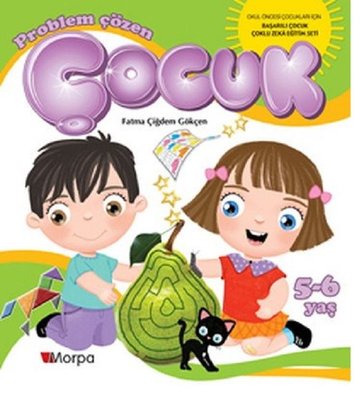 Problem çözen
ÇOCUK
OKUL ÖNCESİ ÇOCUKLARI İÇİN
BAŞARILI ÇOCUK
ÇOKLU ZEKÂ EĞİTİM SETİ
Fatma Çiğdem Gökçen
5-6
yaş
Morpa